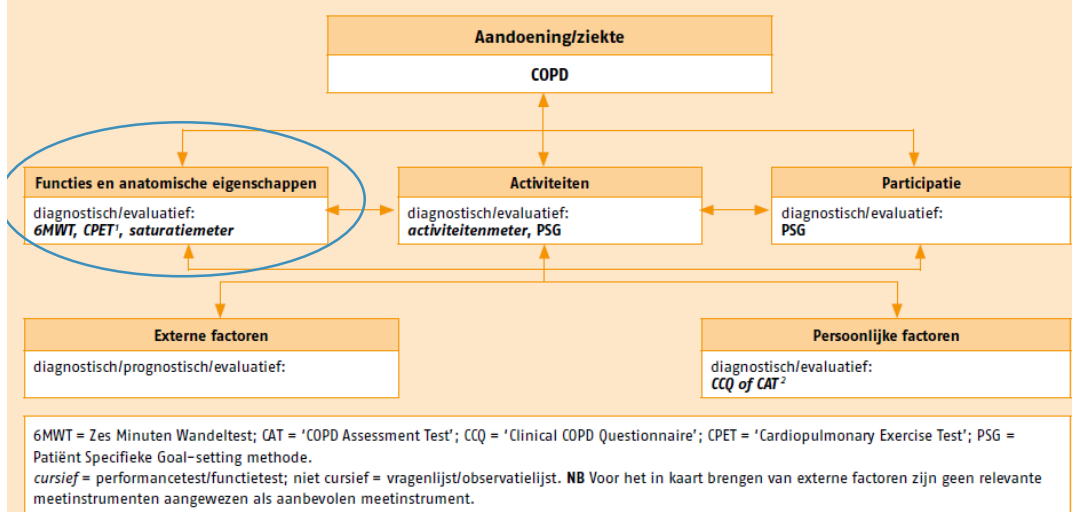 Aandoening/ziekte
COPD
Functies en anatomische eigenschappen
diagnostisch/evaluatief:
6MWT, CPET¹, saturatiemeter
Activiteiten
diagnostisch/evaluatief:
activiteitenmeter, PSG
Participatie
diagnostisch/evaluatief:
PSG
Externe factoren
diagnostisch/prognostisch/evaluatief:
Persoonlijke factoren
diagnostisch/evaluatief:
CCQ of CAT²
6MWT = Zes Minuten Wandeltest; CAT = ‘COPD Assessment Test’; CCQ = ‘Clinical COPD Questionnaire’; CPET = ‘Cardiopulmonary Exercise Test’; PSG =
Patiënt Specifieke Goal-setting methode.
cursief = performancetest/functietest; niet cursief = vragenlijst/observatielijst. NB Voor het in kaart brengen van externe factoren zijn geen relevante
meetinstrumenten aangewezen als aanbevolen meetinstrument.